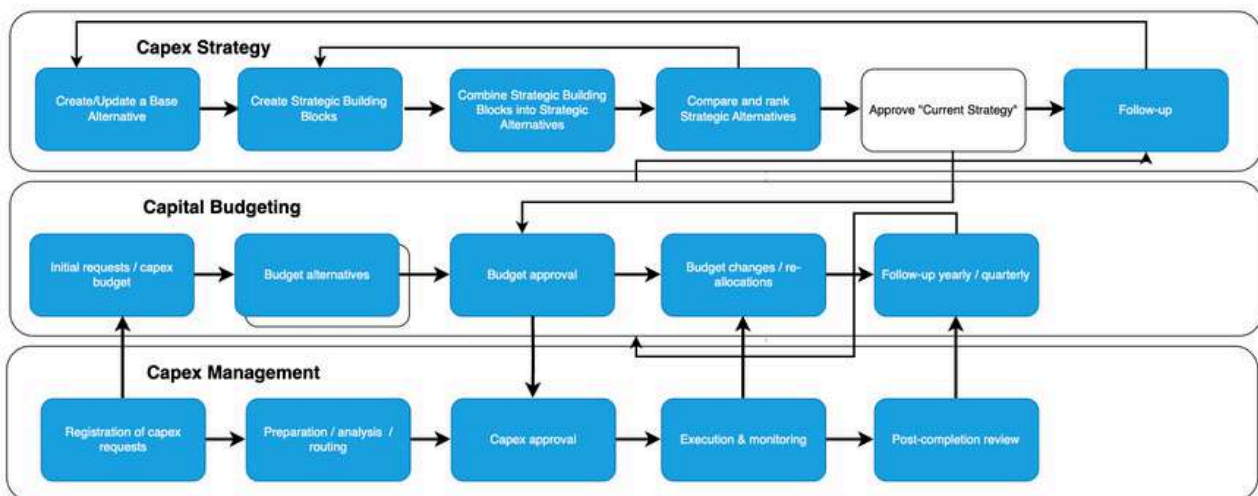 Capex Strategy
Create/Update a Base
Alternative
Create Strategic Building
Blocks
Combine Strategic Building
Blocks into Strategic
Alternatives
Compare and rank
Strategic Alternatives
Approve "Current Strategy"
Follow-up
Capital Budgeting
Initial requests / capex
budget
Budget alternatives
Budget approval
Budget changes / re-
allocations
Follow-up yearly / quarterly
Capex Management
Registration of capex
requests
Preparation / analysis /
routing
Capex approval
Execution & monitoring
Post-completion review